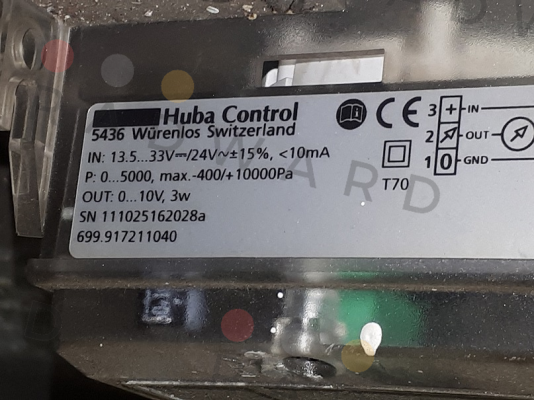 Huba Control
5436 Würenlos Switzerland
IN: 13.5...33V⎓/24V~±15%, <10mA
P: 0...5000, max.-400/+10000Pa
OUT: 0...10V, 3w
SN 111025162028a
699.917211040
CE
T70
3 + IN
2 OUT
1 0 GND